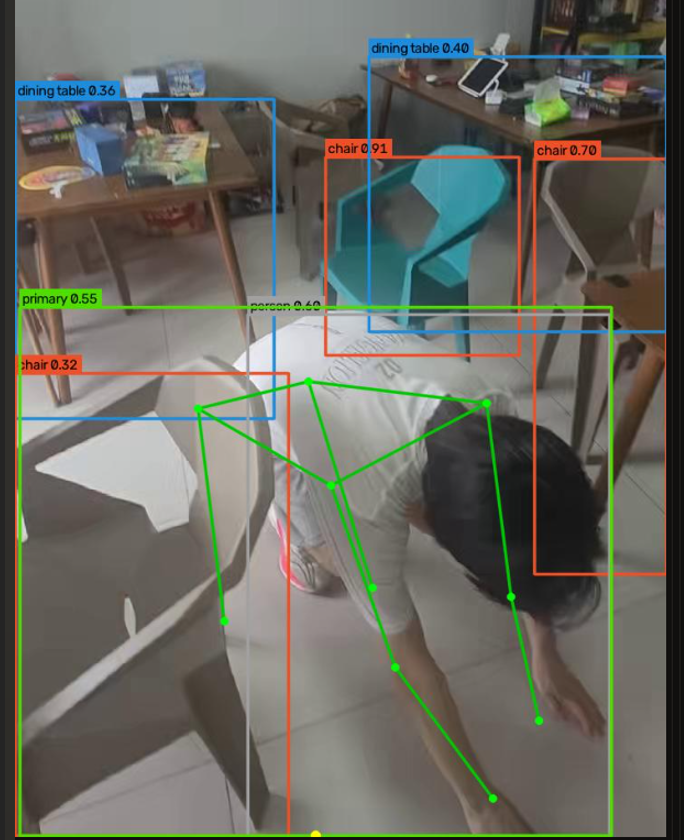 dining table 0.40
dining table 0.36
chair 0.91
chair 0.70
primary 0.55
person 0.60
chair 0.32
20